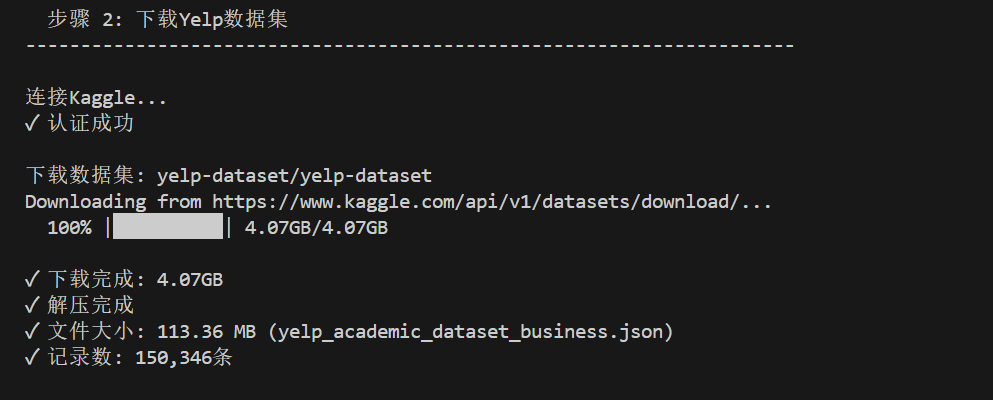 步骤 2: 下载Yelp数据集
----------------------------------------------------------------------
连接Kaggle...
✓ 认证成功
下载数据集: yelp-dataset/yelp-dataset
Downloading from https://www.kaggle.com/api/v1/datasets/download/...
100% |██████████| 4.07GB/4.07GB
✓ 下载完成: 4.07GB
✓ 解压完成
✓ 文件大小: 113.36 MB (yelp_academic_dataset_business.json)
✓ 记录数: 150,346条